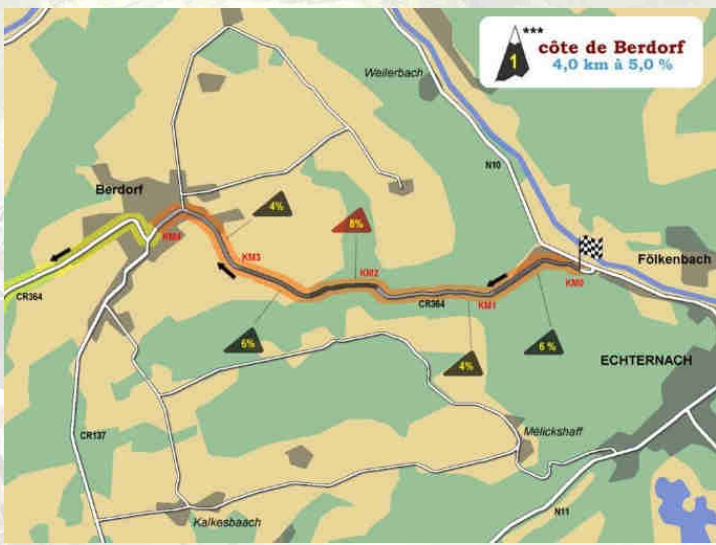 ***
1
côte de Berdorf
4,0 km à 5,0 %
Weilerbach
N10
Berdorf
4%
8%
KM4
KM3
KM2
KM1
KM0
Fölkenbach
CR364
CR364
6%
4%
6 %
ECHTERNACH
CR137
Mélickshaff
Kalkesbaach
N11